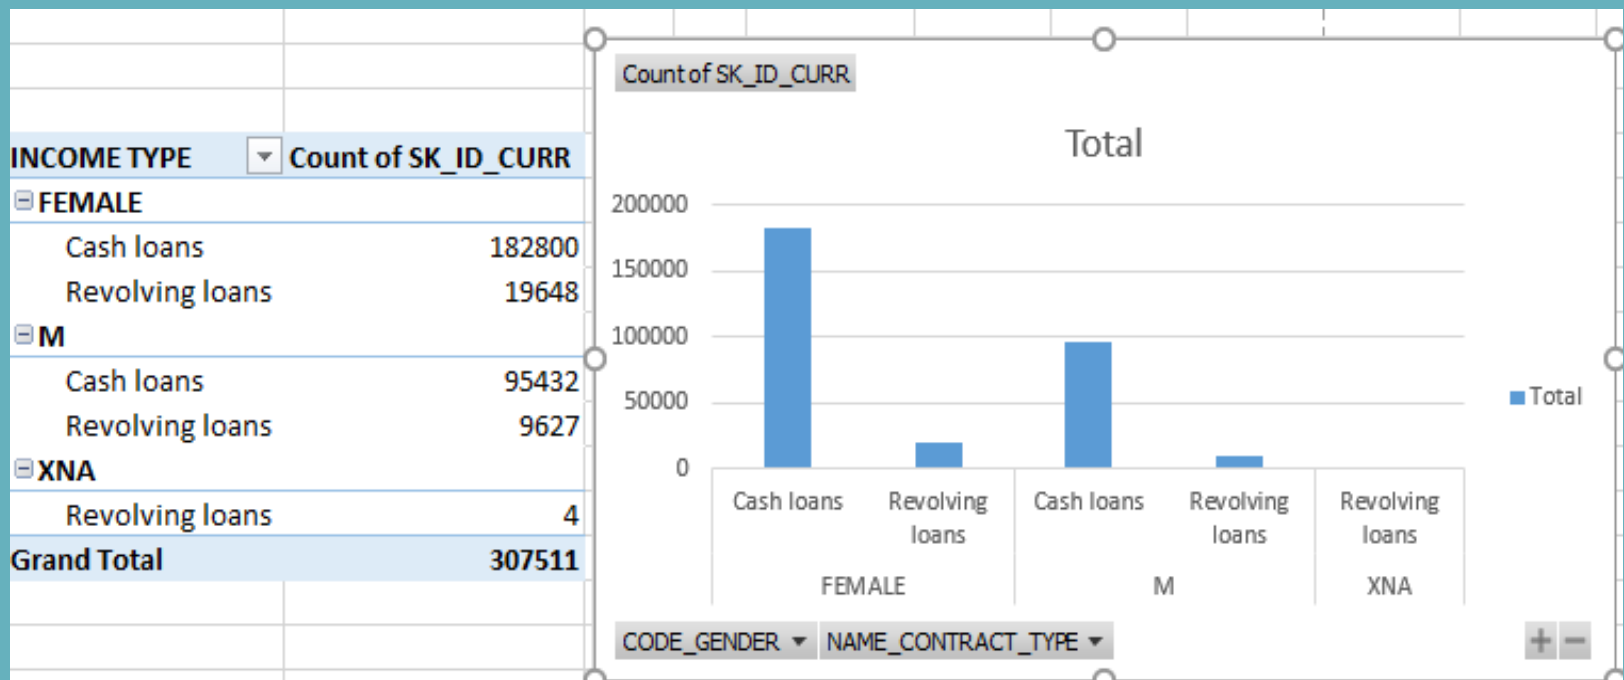 INCOME TYPE Count of SK_ID_CURR
FEMALE
Cash loans 182800
Revolving loans 19648
M
Cash loans 95432
Revolving loans 9627
XNA
Revolving loans 4
Grand Total 307511
Count of SK_ID_CURR
Total
200000
150000
100000
50000
0
Cash loans Revolving loans Cash loans Revolving loans Revolving loans
FEMALE M XNA
Total
CODE_GENDER NAME_CONTRACT_TYPE